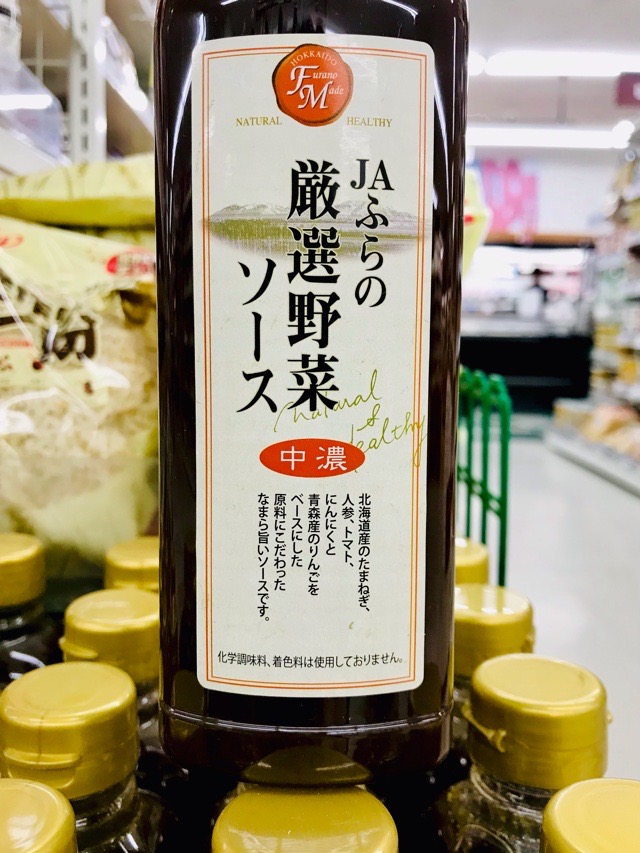 HOKKAIDO
Furano
Made
NATURAL HEALTHY
JAふらの
厳選野菜
ソース
Natural
&
Healthy
中濃
北海道産のたまねぎ、
人参、トマト、
にんにくと
青森産のりんごを
ベースにした
原料にこだわった
なまら旨いソースです。
化学調味料、着色料は使用しておりません。